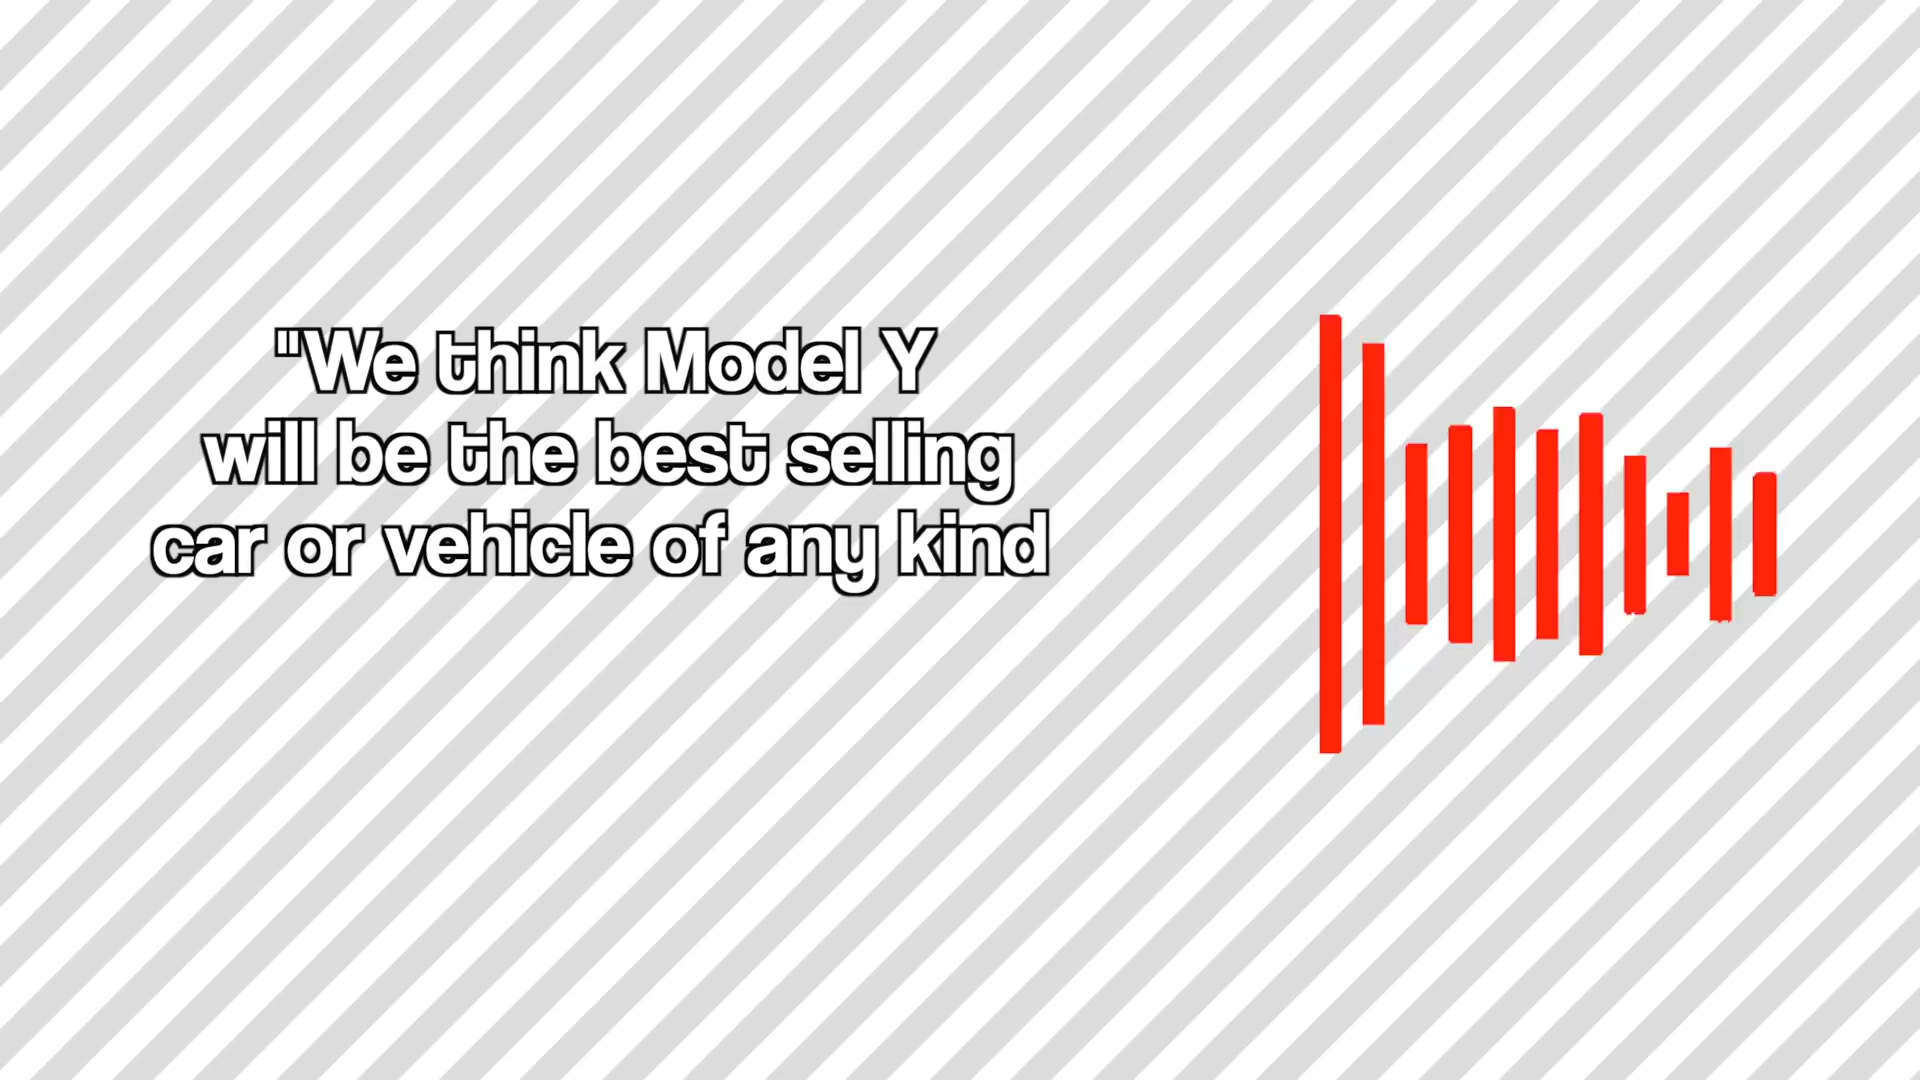 "We think Model Y
will be the best selling
car or vehicle of any kind